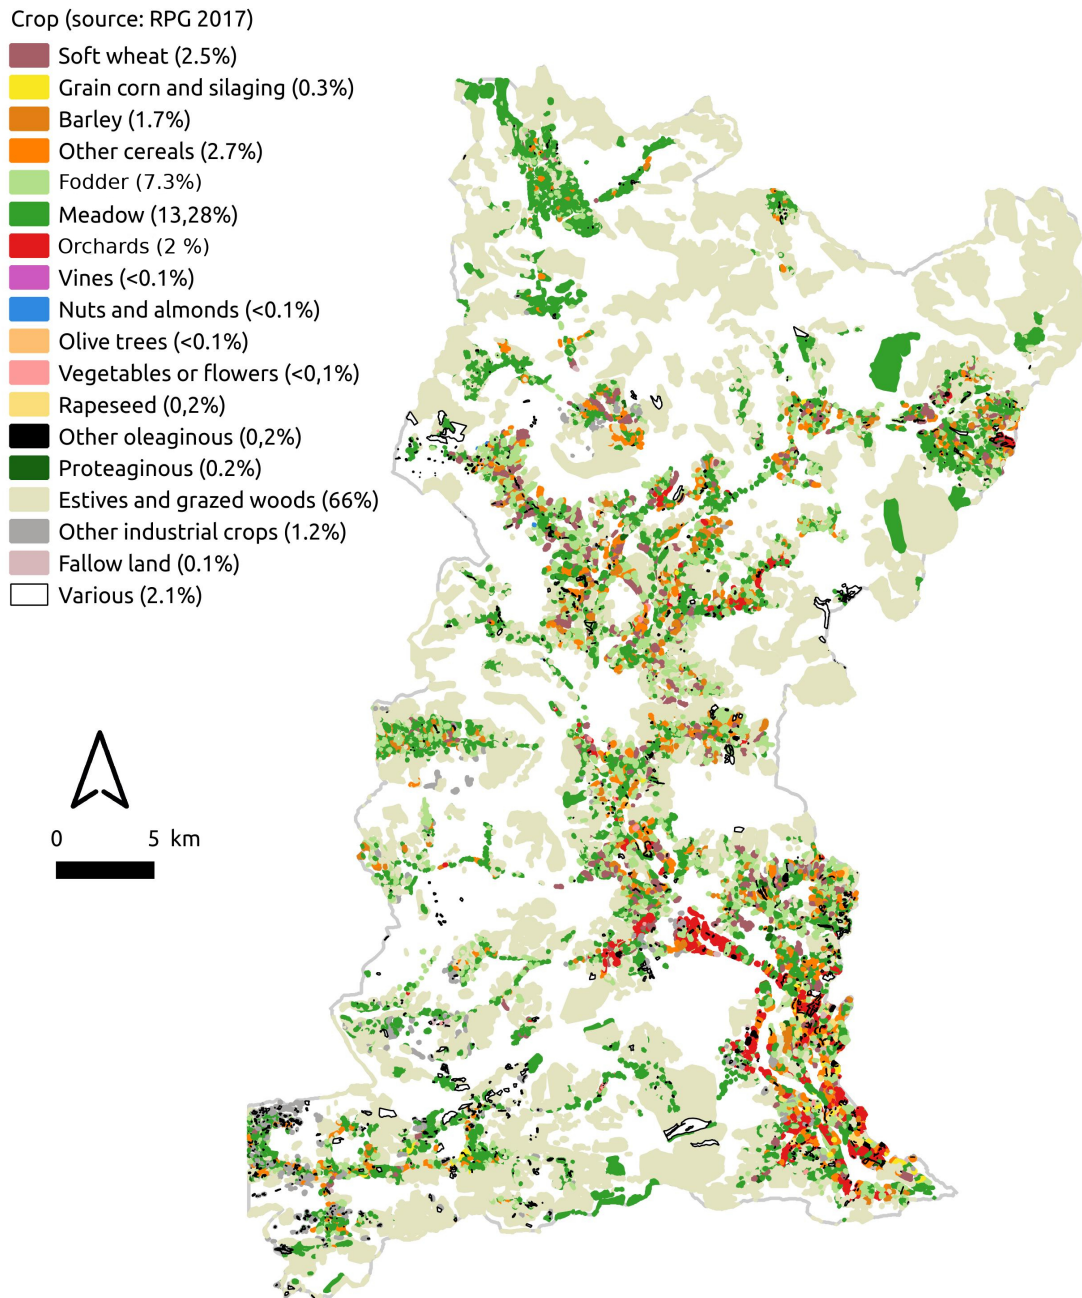 Crop (source: RPG 2017)
Soft wheat (2.5%)
Grain corn and silaging (0.3%)
Barley (1.7%)
Other cereals (2.7%)
Fodder (7.3%)
Meadow (13,28%)
Orchards (2 %)
Vines (<0.1%)
Nuts and almonds (<0.1%)
Olive trees (<0.1%)
Vegetables or flowers (<0,1%)
Rapeseed (0,2%)
Other oleaginous (0,2%)
Proteaginous (0.2%)
Estives and grazed woods (66%)
Other industrial crops (1.2%)
Fallow land (0.1%)
Various (2.1%)
0 5 km